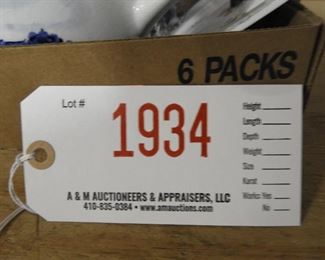 6 PACKS
Lot #
1934
Height
Length
Depth
Weight
Size
Karat
Works: Yes
No
A & M AUCTIONEERS & APPRAISERS, LLC
410-835-0384 • www.amauctions.com